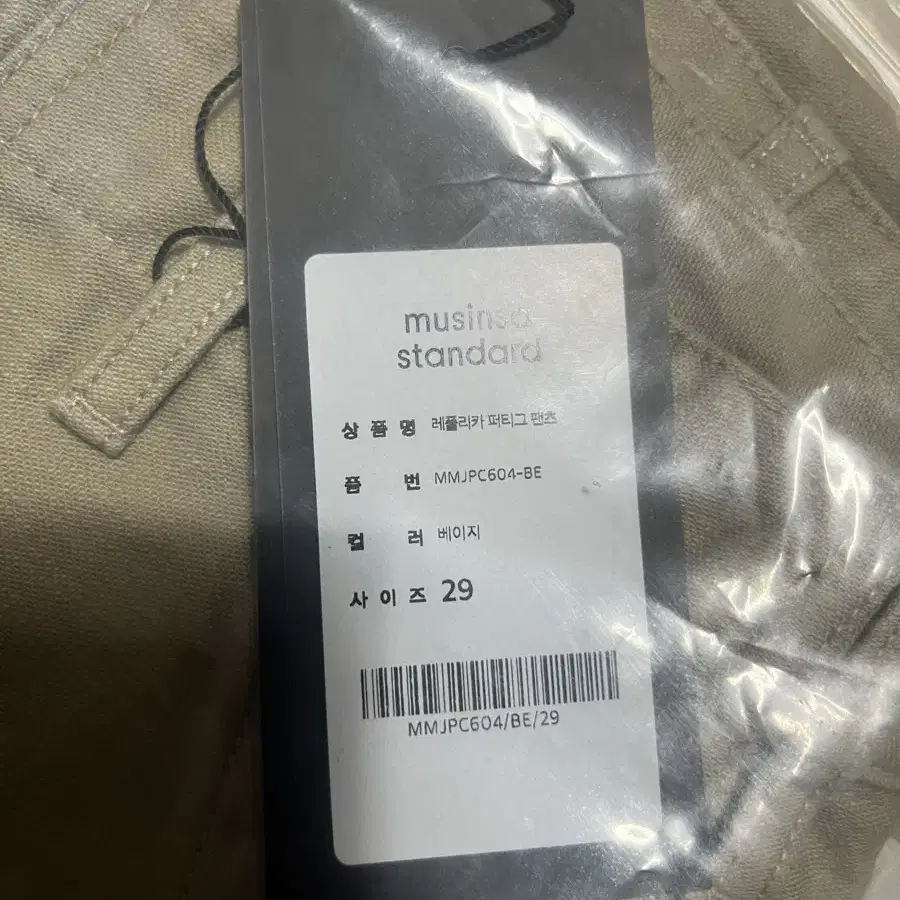 musinsa
standard
상품명 레플리카 퍼티그 팬츠
품번 MMJPC604-BE
컬러 베이지
사이즈 29
MMJPC604/BE/29